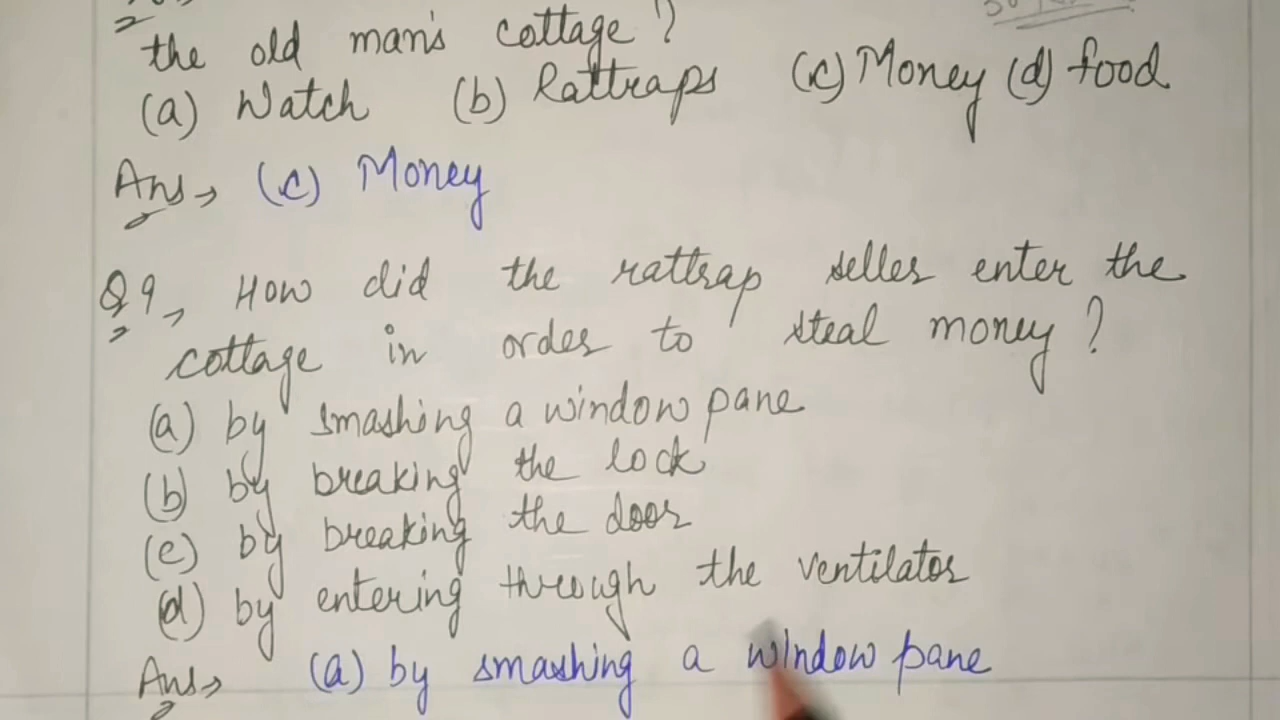 the old man's cottage?
(a) Watch (b) Rattraps (c) Money (d) food
Ans → (c) Money
Q9, How did the rattrap seller enter the
cottage in order to steal money?
(a) by smashing a window pane
(b) by breaking the lock
(c) by breaking the door
(d) by entering through the ventilator
Ans → (a) by smashing a window pane